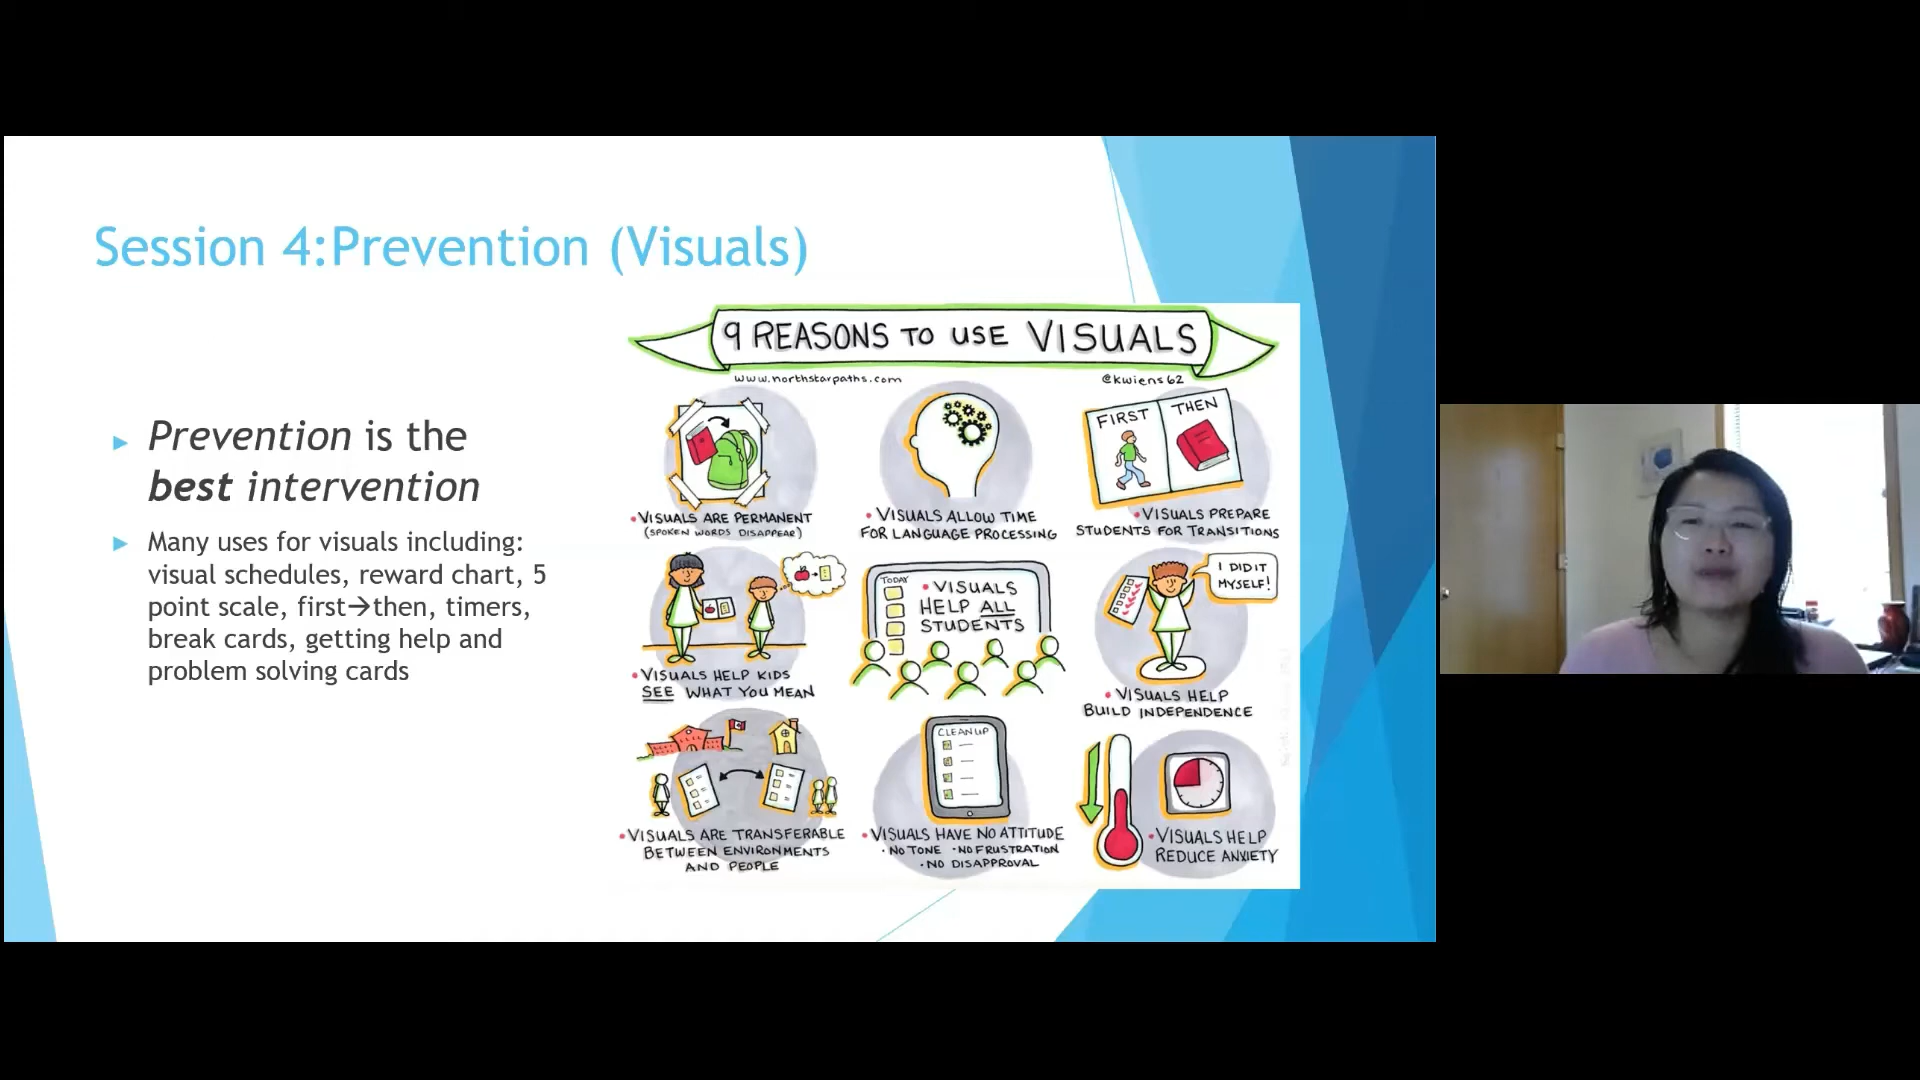 Session 4:Prevention (Visuals)
Prevention is the
best intervention
Many uses for visuals including:
visual schedules, reward chart, 5
point scale, first→then, timers,
break cards, getting help and
problem solving cards
9 REASONS TO USE VISUALS
www.northstarpaths.com
@kwiens62
• VISUALS ARE PERMANENT
(SPOKEN WORDS DISAPPEAR)
• VISUALS ALLOW TIME
FOR LANGUAGE PROCESSING
FIRST
THEN
• VISUALS PREPARE
STUDENTS FOR TRANSITIONS
• VISUALS HELP KIDS
SEE WHAT YOU MEAN
TODAY
• VISUALS
HELP ALL
STUDENTS
I DID IT
MYSELF!
• VISUALS HELP
BUILD INDEPENDENCE
• VISUALS ARE TRANSFERABLE
BETWEEN ENVIRONMENTS
AND PEOPLE
CLEAN UP
• VISUALS HAVE NO ATTITUDE
• NO TONE • NO FRUSTRATION
• NO DISAPPROVAL
• VISUALS HELP
REDUCE ANXIETY